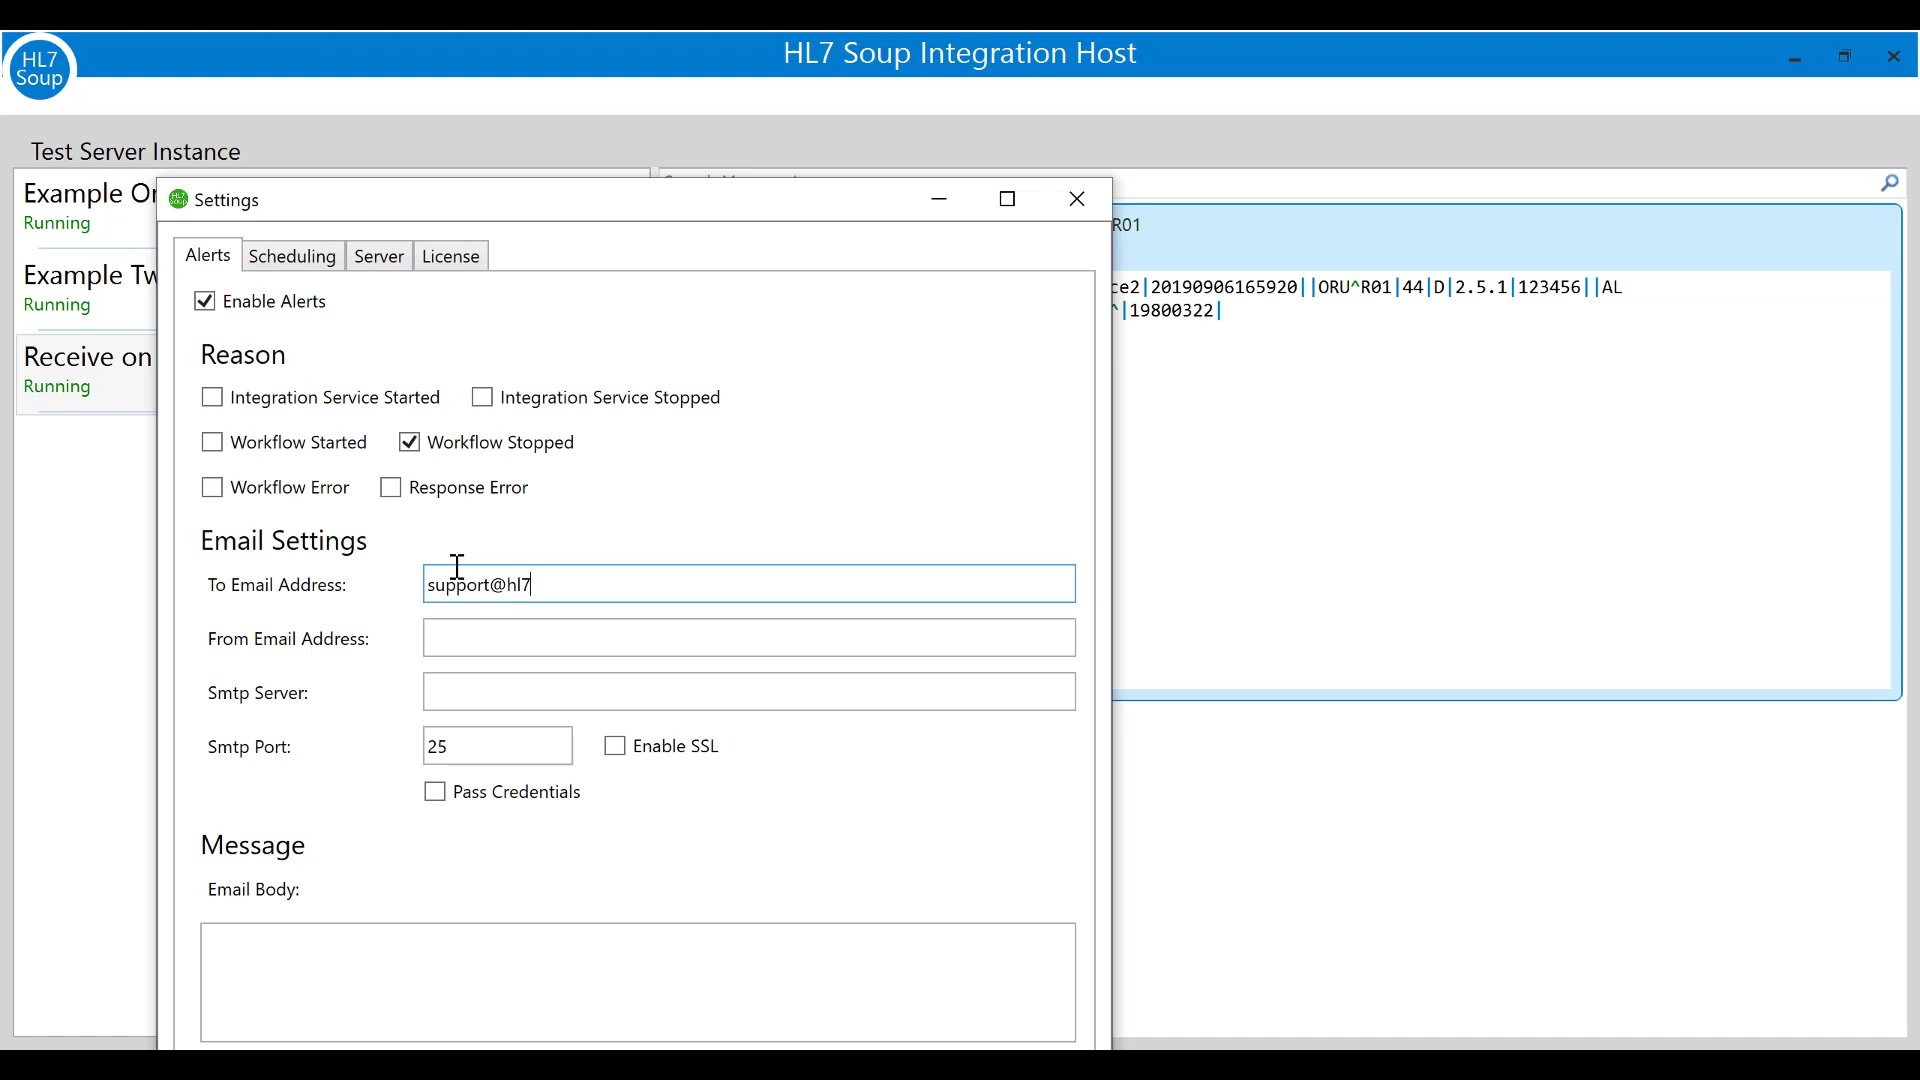 HL7
Soup
HL7 Soup Integration Host
Test Server Instance
Example
Running
Example
Running
Receive on
Running
HL7
Soup
Settings
Alerts
Scheduling
Server
License
Enable Alerts
Reason
Integration Service Started
Integration Service Stopped
Workflow Started
Workflow Stopped
Workflow Error
Response Error
Email Settings
To Email Address:
support@hl7
From Email Address:
Smtp Server:
Smtp Port:
25
Enable SSL
Pass Credentials
Message
Email Body:
R01
ce2|20190906165920||ORU^R01|44|D|2.5.1|123456||AL
^|19800322|